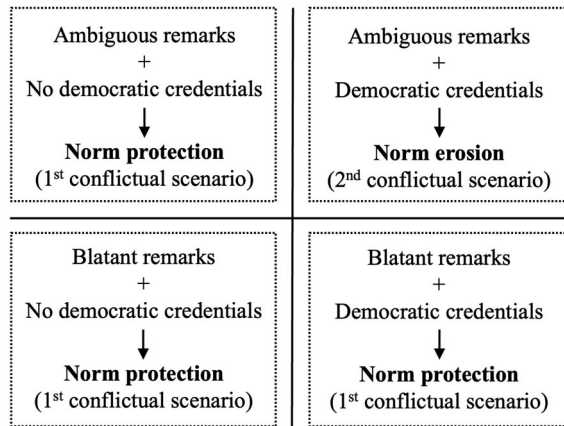 Ambiguous remarks
+
No democratic credentials
Norm protection
(1st conflictual scenario)
Ambiguous remarks
+
Democratic credentials
Norm erosion
(2nd conflictual scenario)
Blatant remarks
+
No democratic credentials
Norm protection
(1st conflictual scenario)
Blatant remarks
+
Democratic credentials
Norm protection
(1st conflictual scenario)